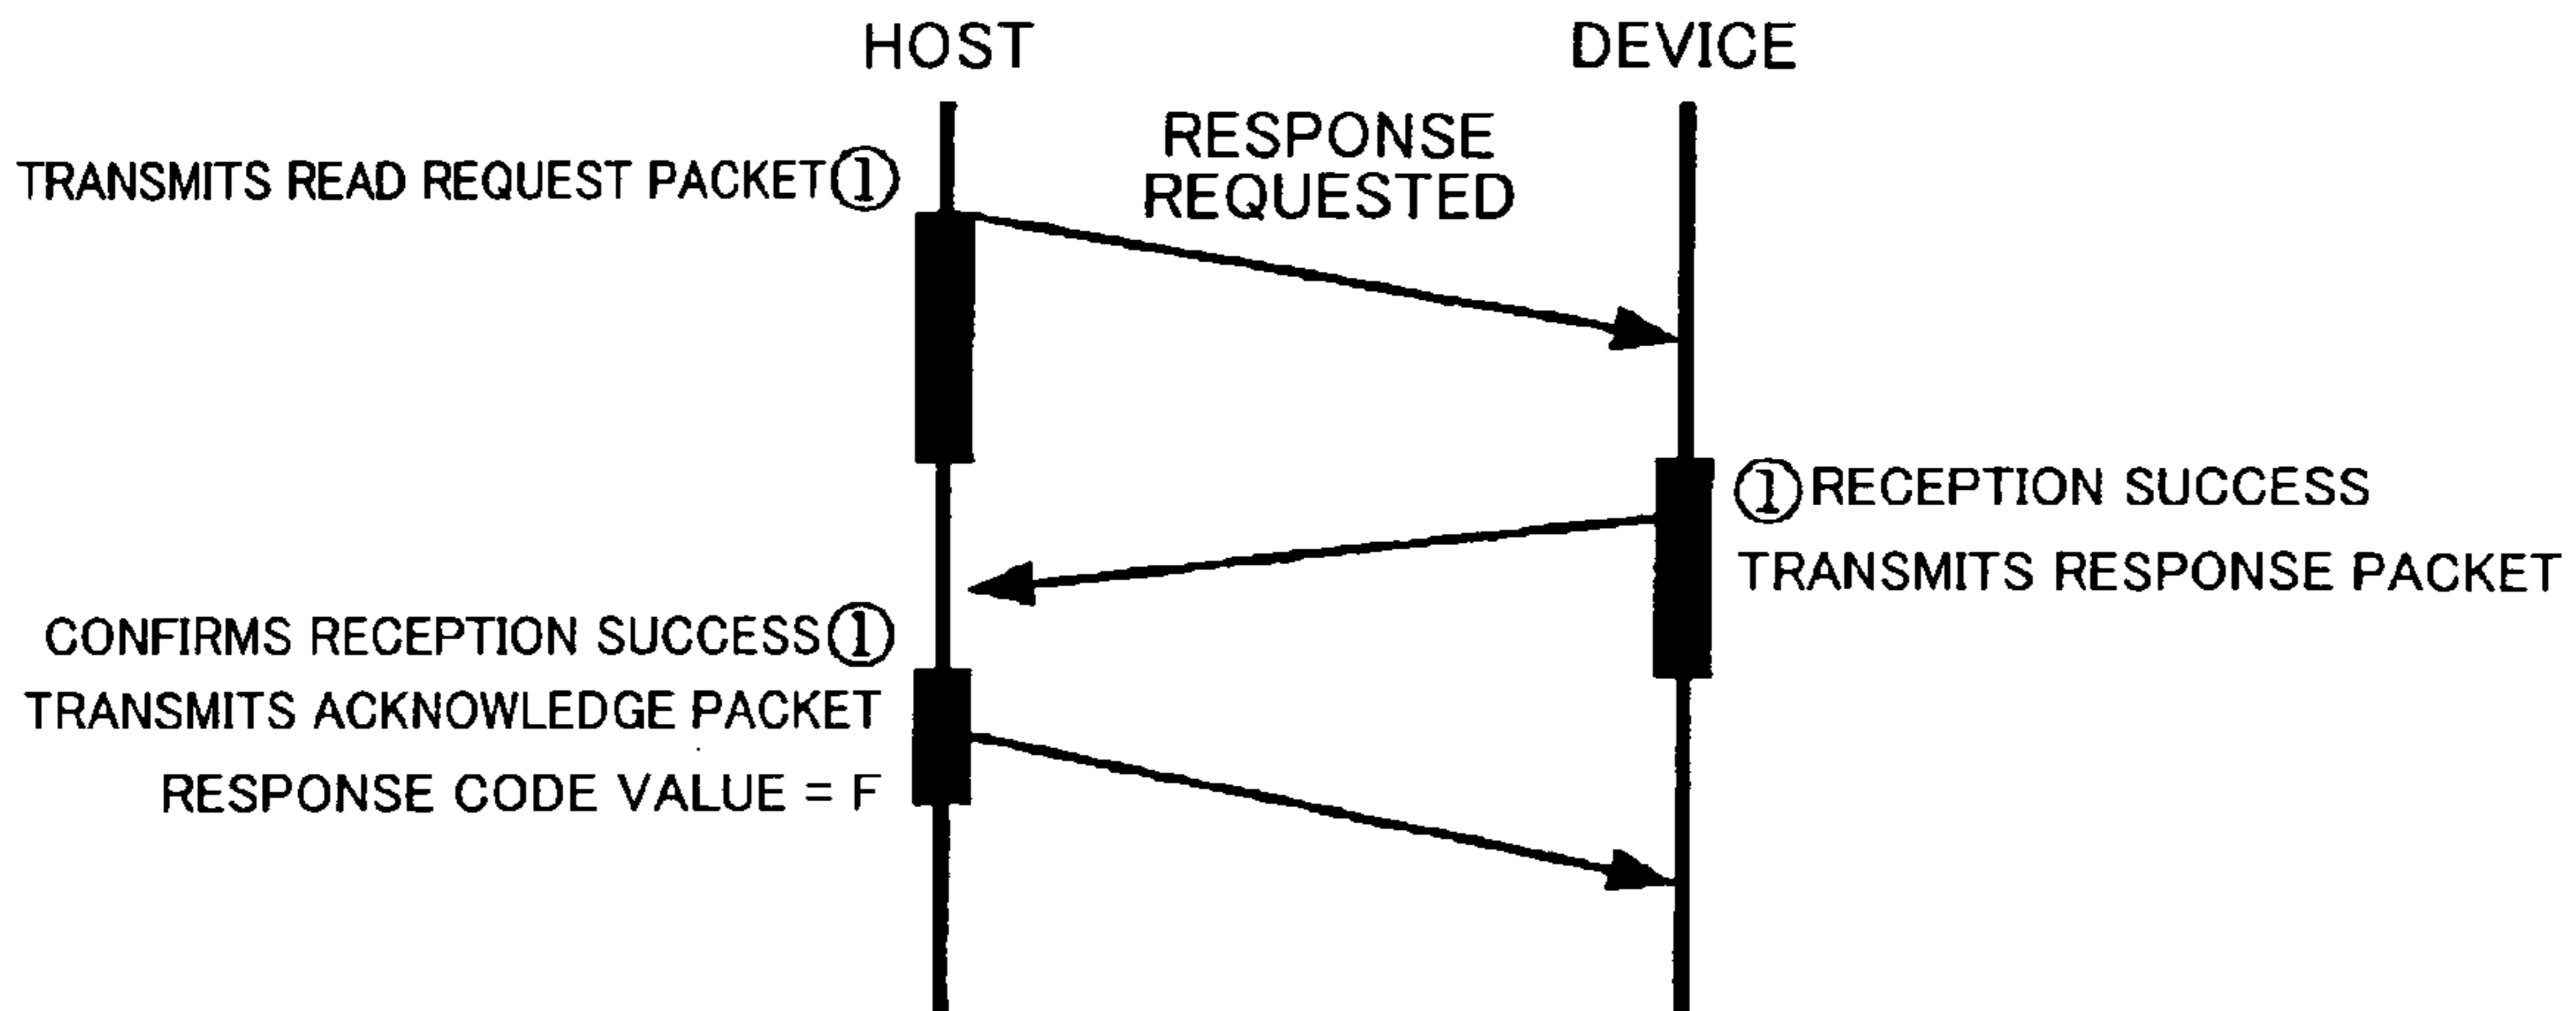 HOST
DEVICE
RESPONSE
REQUESTED
TRANSMITS READ REQUEST PACKET①
①RECEPTION SUCCESS
TRANSMITS RESPONSE PACKET
CONFIRMS RECEPTION SUCCESS①
TRANSMITS ACKNOWLEDGE PACKET
RESPONSE CODE VALUE = F